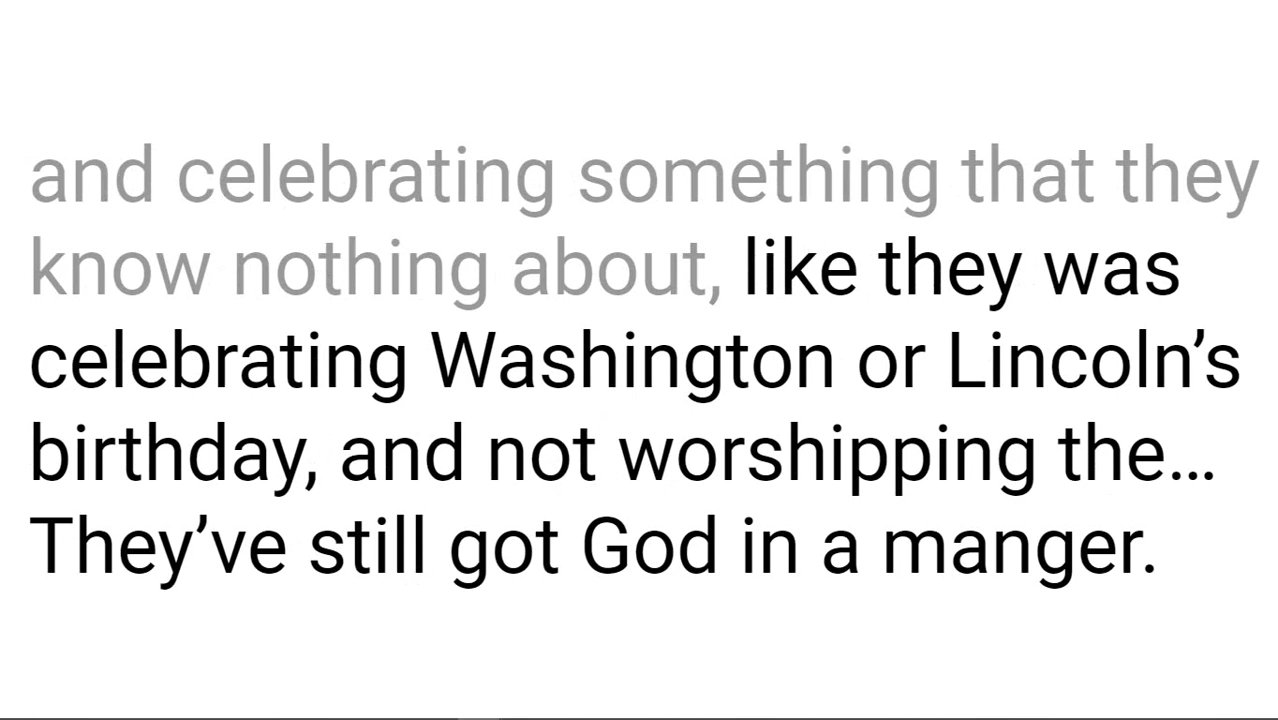 and celebrating something that they
know nothing about, like they was
celebrating Washington or Lincoln’s
birthday, and not worshipping the…
They’ve still got God in a manger.